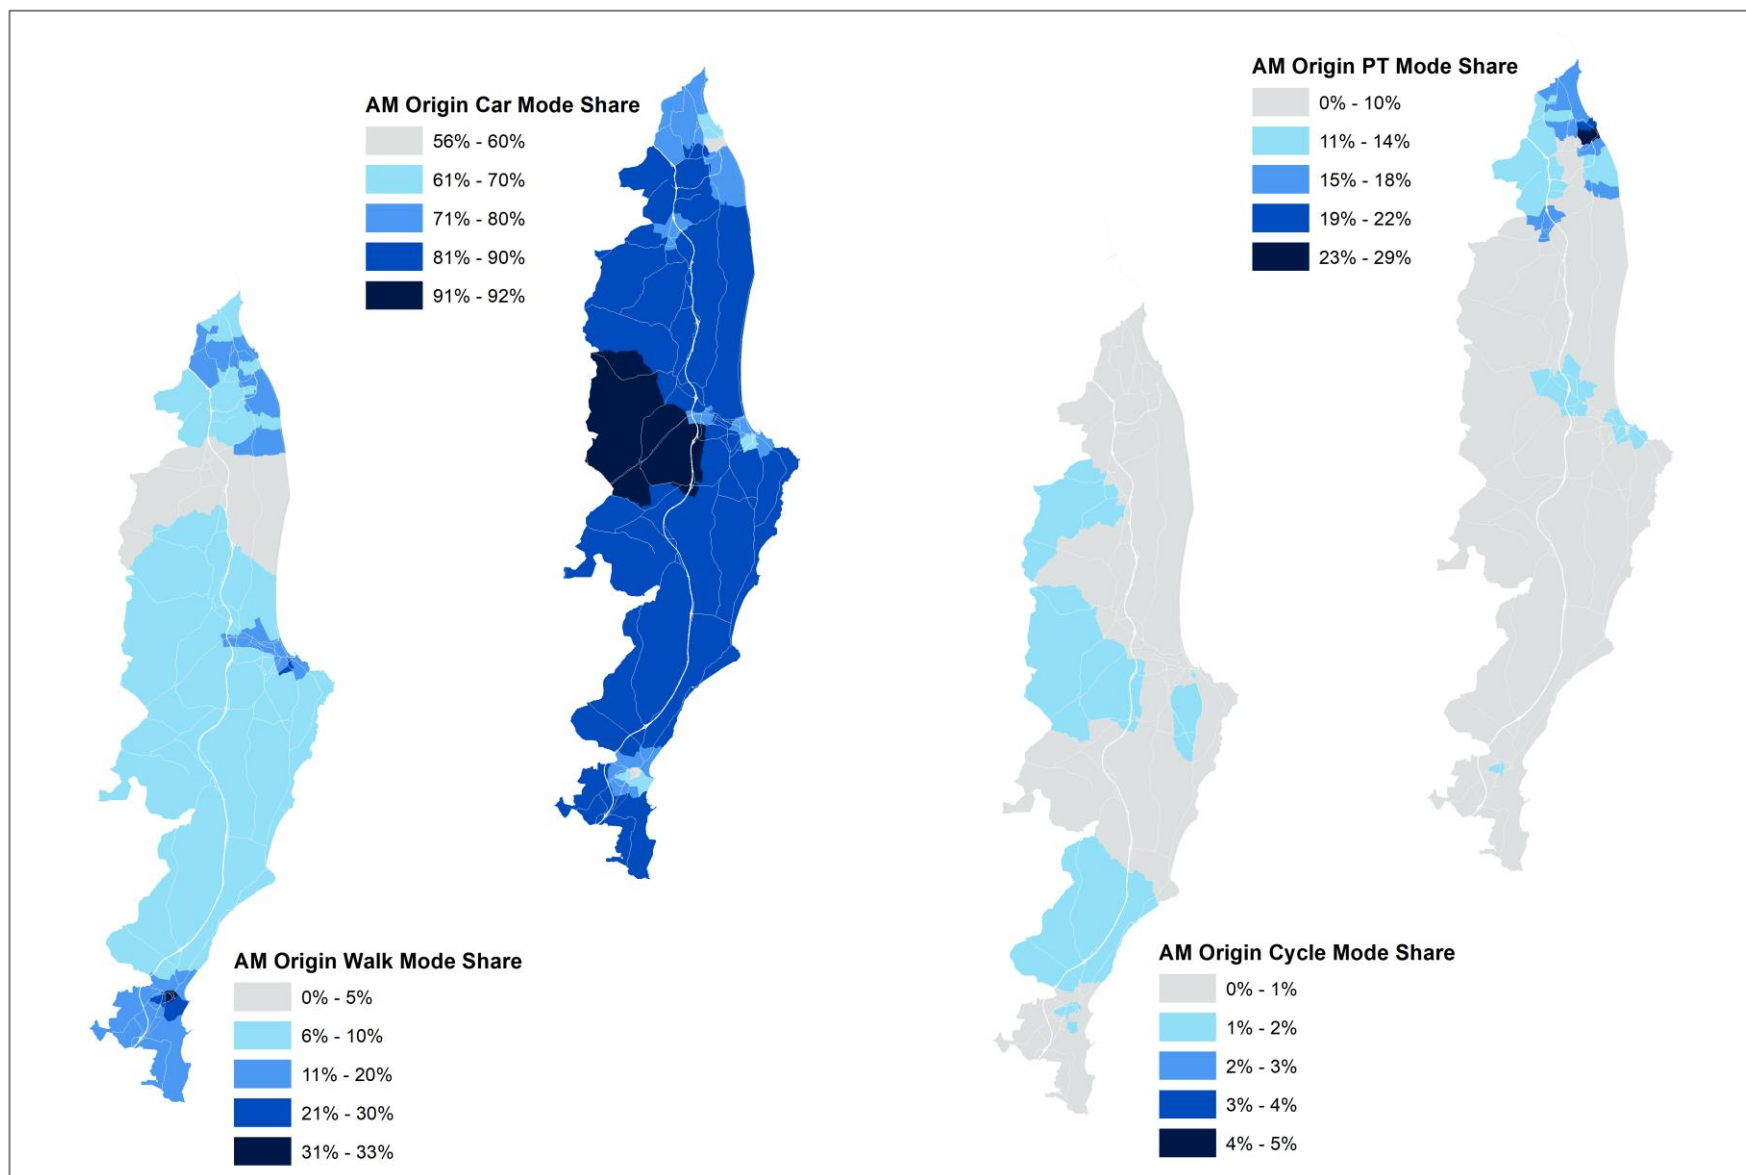 AM Origin Car Mode Share
56% - 60%
61% - 70%
71% - 80%
81% - 90%
91% - 92%
AM Origin PT Mode Share
0% - 10%
11% - 14%
15% - 18%
19% - 22%
23% - 29%
AM Origin Walk Mode Share
0% - 5%
6% - 10%
11% - 20%
21% - 30%
31% - 33%
AM Origin Cycle Mode Share
0% - 1%
1% - 2%
2% - 3%
3% - 4%
4% - 5%